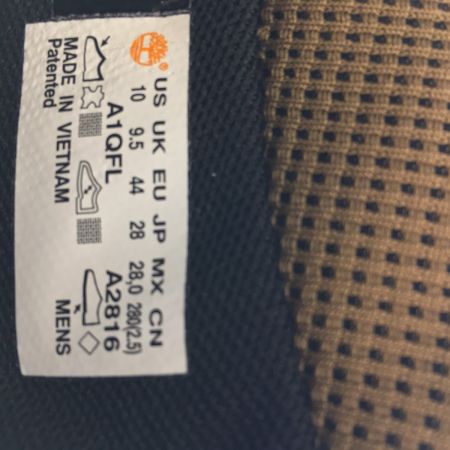 US UK EU JP MX CN
10 9.5 44 28 28,0 280(2.5)
A1QFL A2816
MADE IN VIETNAM MENS
Patented